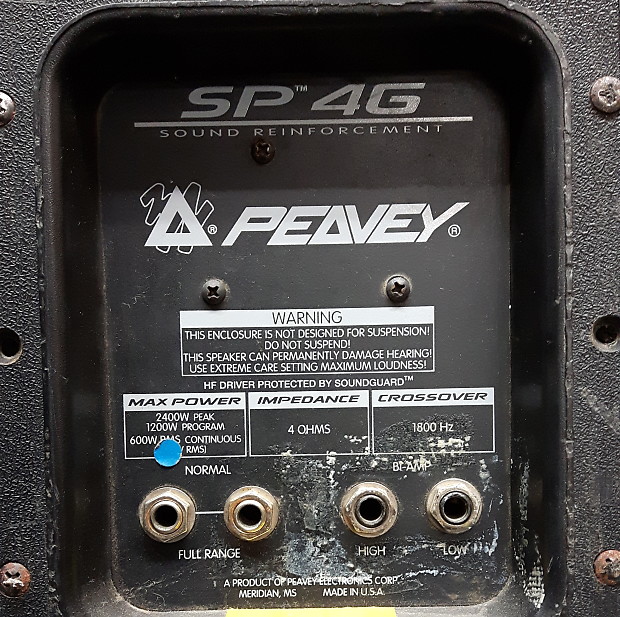 SP™ 4G
SOUND REINFORCEMENT
® PEAVEY®
WARNING
THIS ENCLOSURE IS NOT DESIGNED FOR SUSPENSION!
DO NOT SUSPEND!
THIS SPEAKER CAN PERMANENTLY DAMAGE HEARING!
USE EXTREME CARE SETTING MAXIMUM LOUDNESS!
HF DRIVER PROTECTED BY SOUNDGUARD™
MAX POWER IMPEDANCE CROSSOVER
2400W PEAK
1200W PROGRAM
600W RMS CONTINUOUS
RMS)
4 OHMS
1800 Hz
NORMAL BI AMP
FULL RANGE HIGH LOW
A PRODUCT OF PEAVEY ELECTRONICS CORP.
MERIDIAN, MS MADE IN U.S.A.